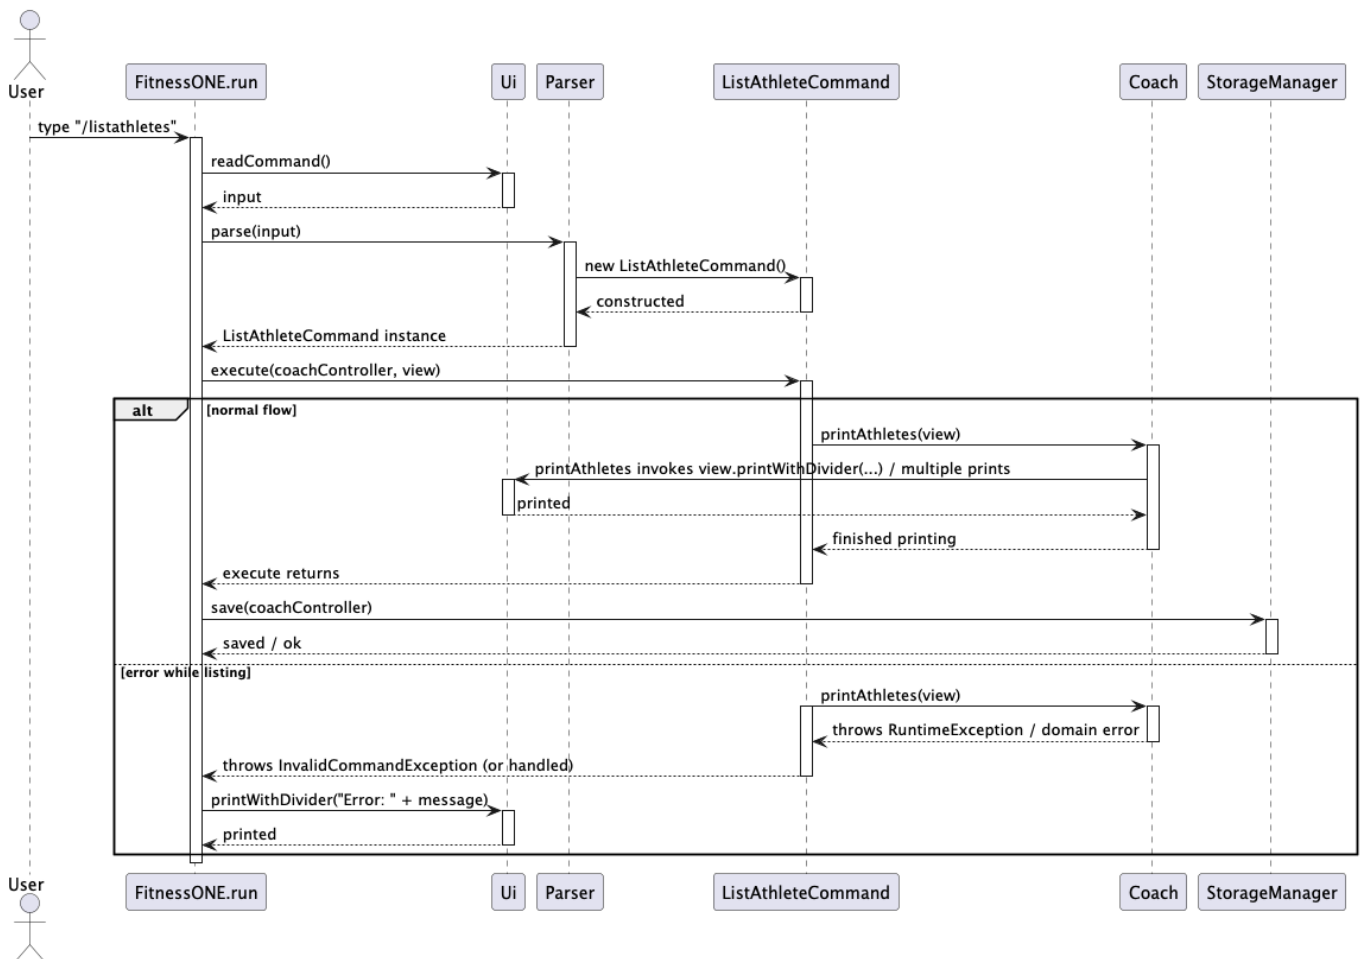 User
FitnessONE.run
Ui
Parser
ListAthleteCommand
Coach
StorageManager
type "/listathletes"
readCommand()
input
parse(input)
new ListAthleteCommand()
constructed
ListAthleteCommand instance
execute(coachController, view)
alt
[normal flow]
printAthletes(view)
printAthletes invokes view.printWithDivider(...) / multiple prints
printed
finished printing
execute returns
save(coachController)
saved / ok
[error while listing]
printAthletes(view)
throws RuntimeException / domain error
throws InvalidCommandException (or handled)
printWithDivider("Error: " + message)
printed
User
FitnessONE.run
Ui
Parser
ListAthleteCommand
Coach
StorageManager